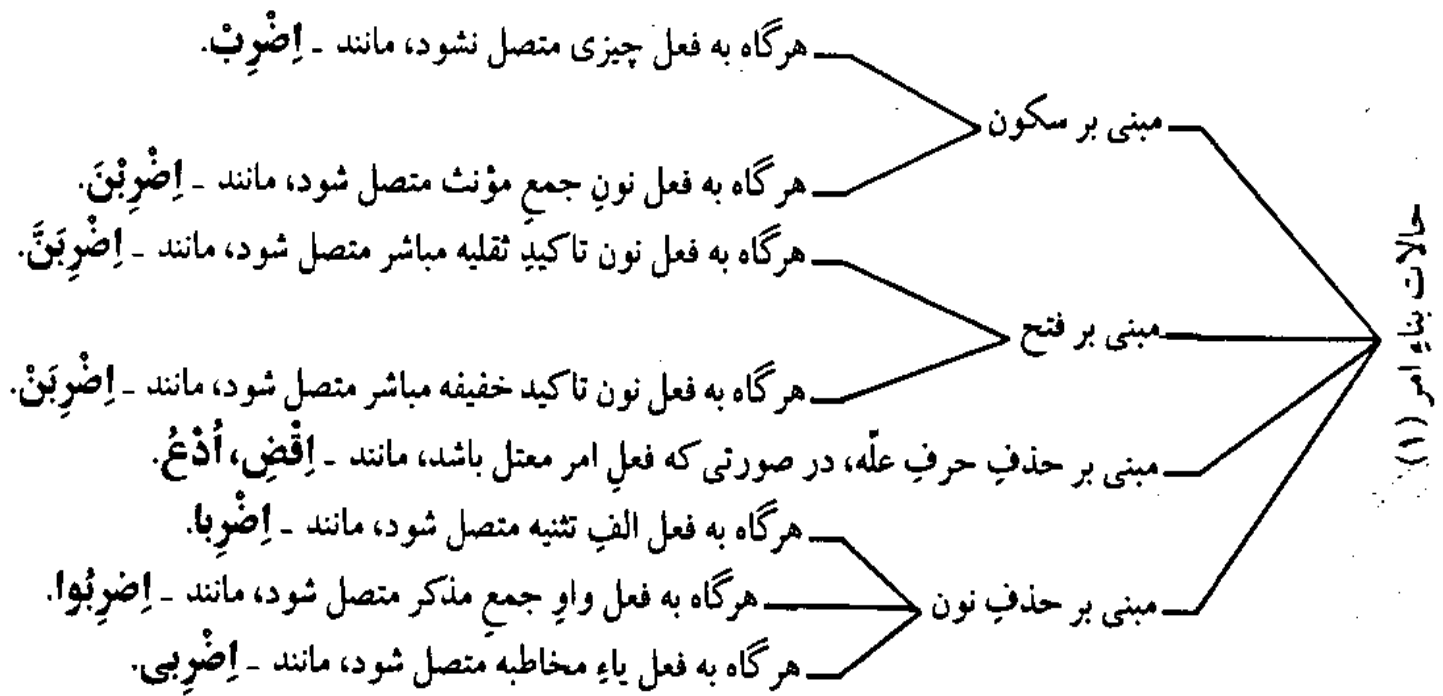 حالات بناءِ امر (۱)
مبنی بر سکون
هرگاه به فعل چیزی متصل نشود، مانند ـ اِضْرِبْ.
هرگاه به فعل نونِ جمعِ مؤنث متصل شود، مانند ـ اِضْرِبْنَ.
مبنی بر فتح
هرگاه به فعل نون تاکیدِ ثقلیه مباشر متصل شود، مانند ـ اِضْرِبَنَّ.
هرگاه به فعل نون تاکید خفیفه مباشر متصل شود، مانند ـ اِضْرِبَنْ.
مبنی بر حذفِ حرفِ علّه، در صورتی که فعلِ امر معتل باشد، مانند ـ اِقْضِ، اُدْعُ.
مبنی بر حذفِ نون
هرگاه به فعل الفِ تثنیه متصل شود، مانند ـ اِضْرِبا.
هرگاه به فعل واوِ جمعِ مذکر متصل شود، مانند ـ اِضرِبُوا.
هرگاه به فعل یاءِ مخاطبه متصل شود، مانند ـ اِضْرِبی.